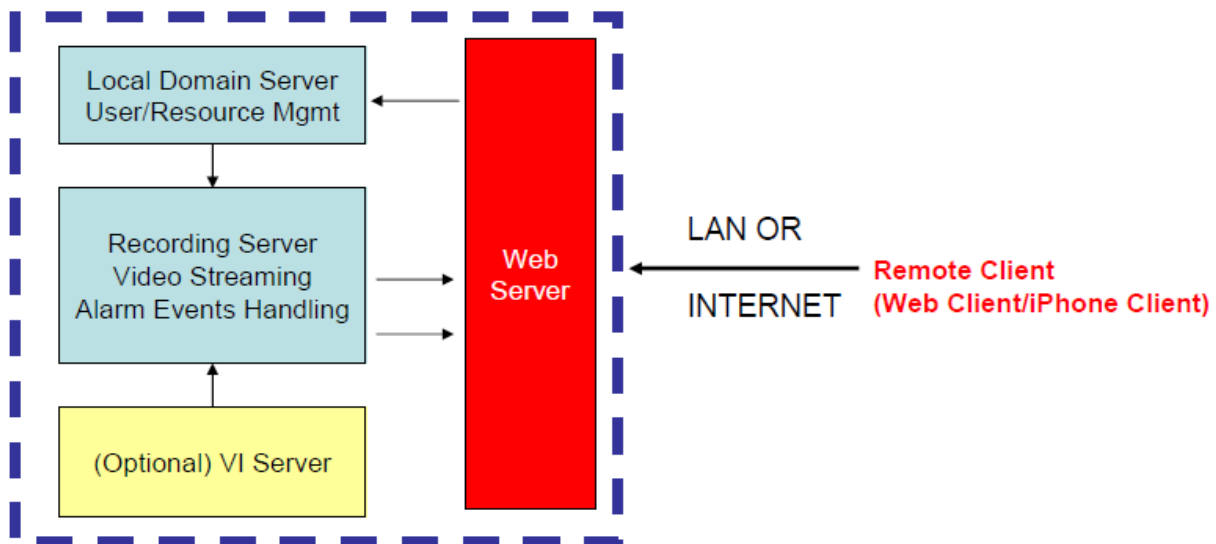 Local Domain Server
User/Resource Mgmt
Recording Server
Video Streaming
Alarm Events Handling
(Optional) VI Server
Web
Server
LAN OR
INTERNET
Remote Client
(Web Client/iPhone Client)